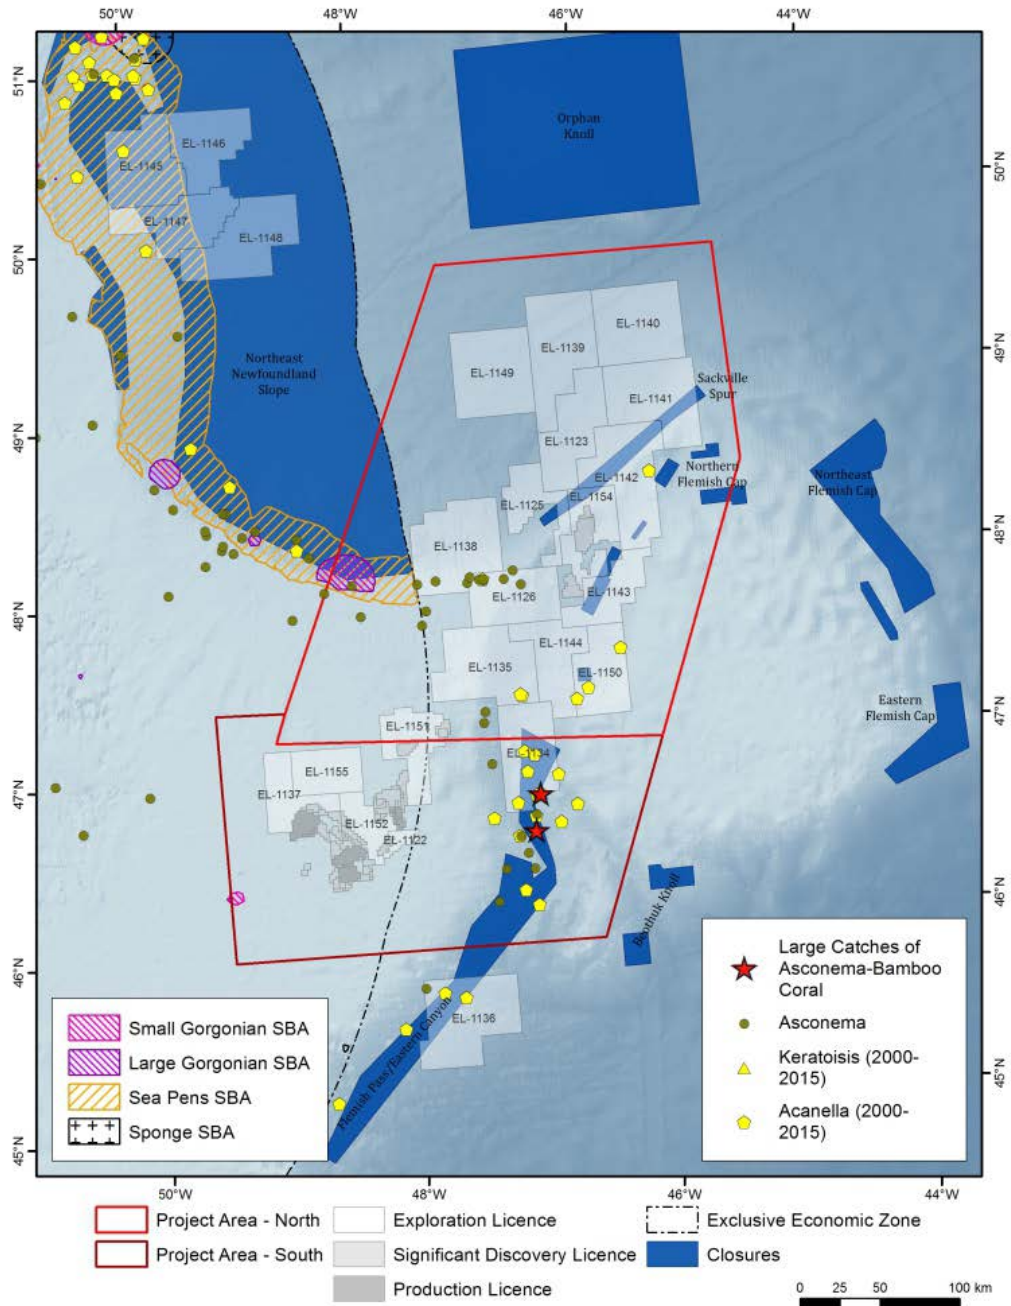 50°W
48°W
46°W
44°W
51°N
50°N
49°N
48°N
47°N
46°N
45°N
50°N
49°N
48°N
47°N
46°N
45°N
Orphan
Knoll
EL-1146
EL-1145
EL-1147
EL-1148
Northeast
Newfoundland
Slope
EL-1140
EL-1139
EL-1149
Sackville
Spur
EL-1141
EL-1123
Northern
Flemish Cap
EL-1142
Northeast
Flemish Cap
EL-1154
EL-1125
EL-1138
EL-1143
EL-1126
EL-1144
EL-1135
EL-1150
Eastern
Flemish Cap
EL-1151
EL-1134
EL-1155
EL-1137
EL-1152
EL-1122
Beothuk Knoll
EL-1136
Flemish Pass/Eastern Canyon
Small Gorgonian SBA
Large Gorgonian SBA
Sea Pens SBA
Sponge SBA
Large Catches of
Asconema-Bamboo
Coral
Asconema
Keratoisis (2000-
2015)
Acanella (2000-
2015)
50°W
48°W
46°W
44°W
Project Area - North
Project Area - South
Exploration Licence
Significant Discovery Licence
Production Licence
Exclusive Economic Zone
Closures
0 25 50 100 km